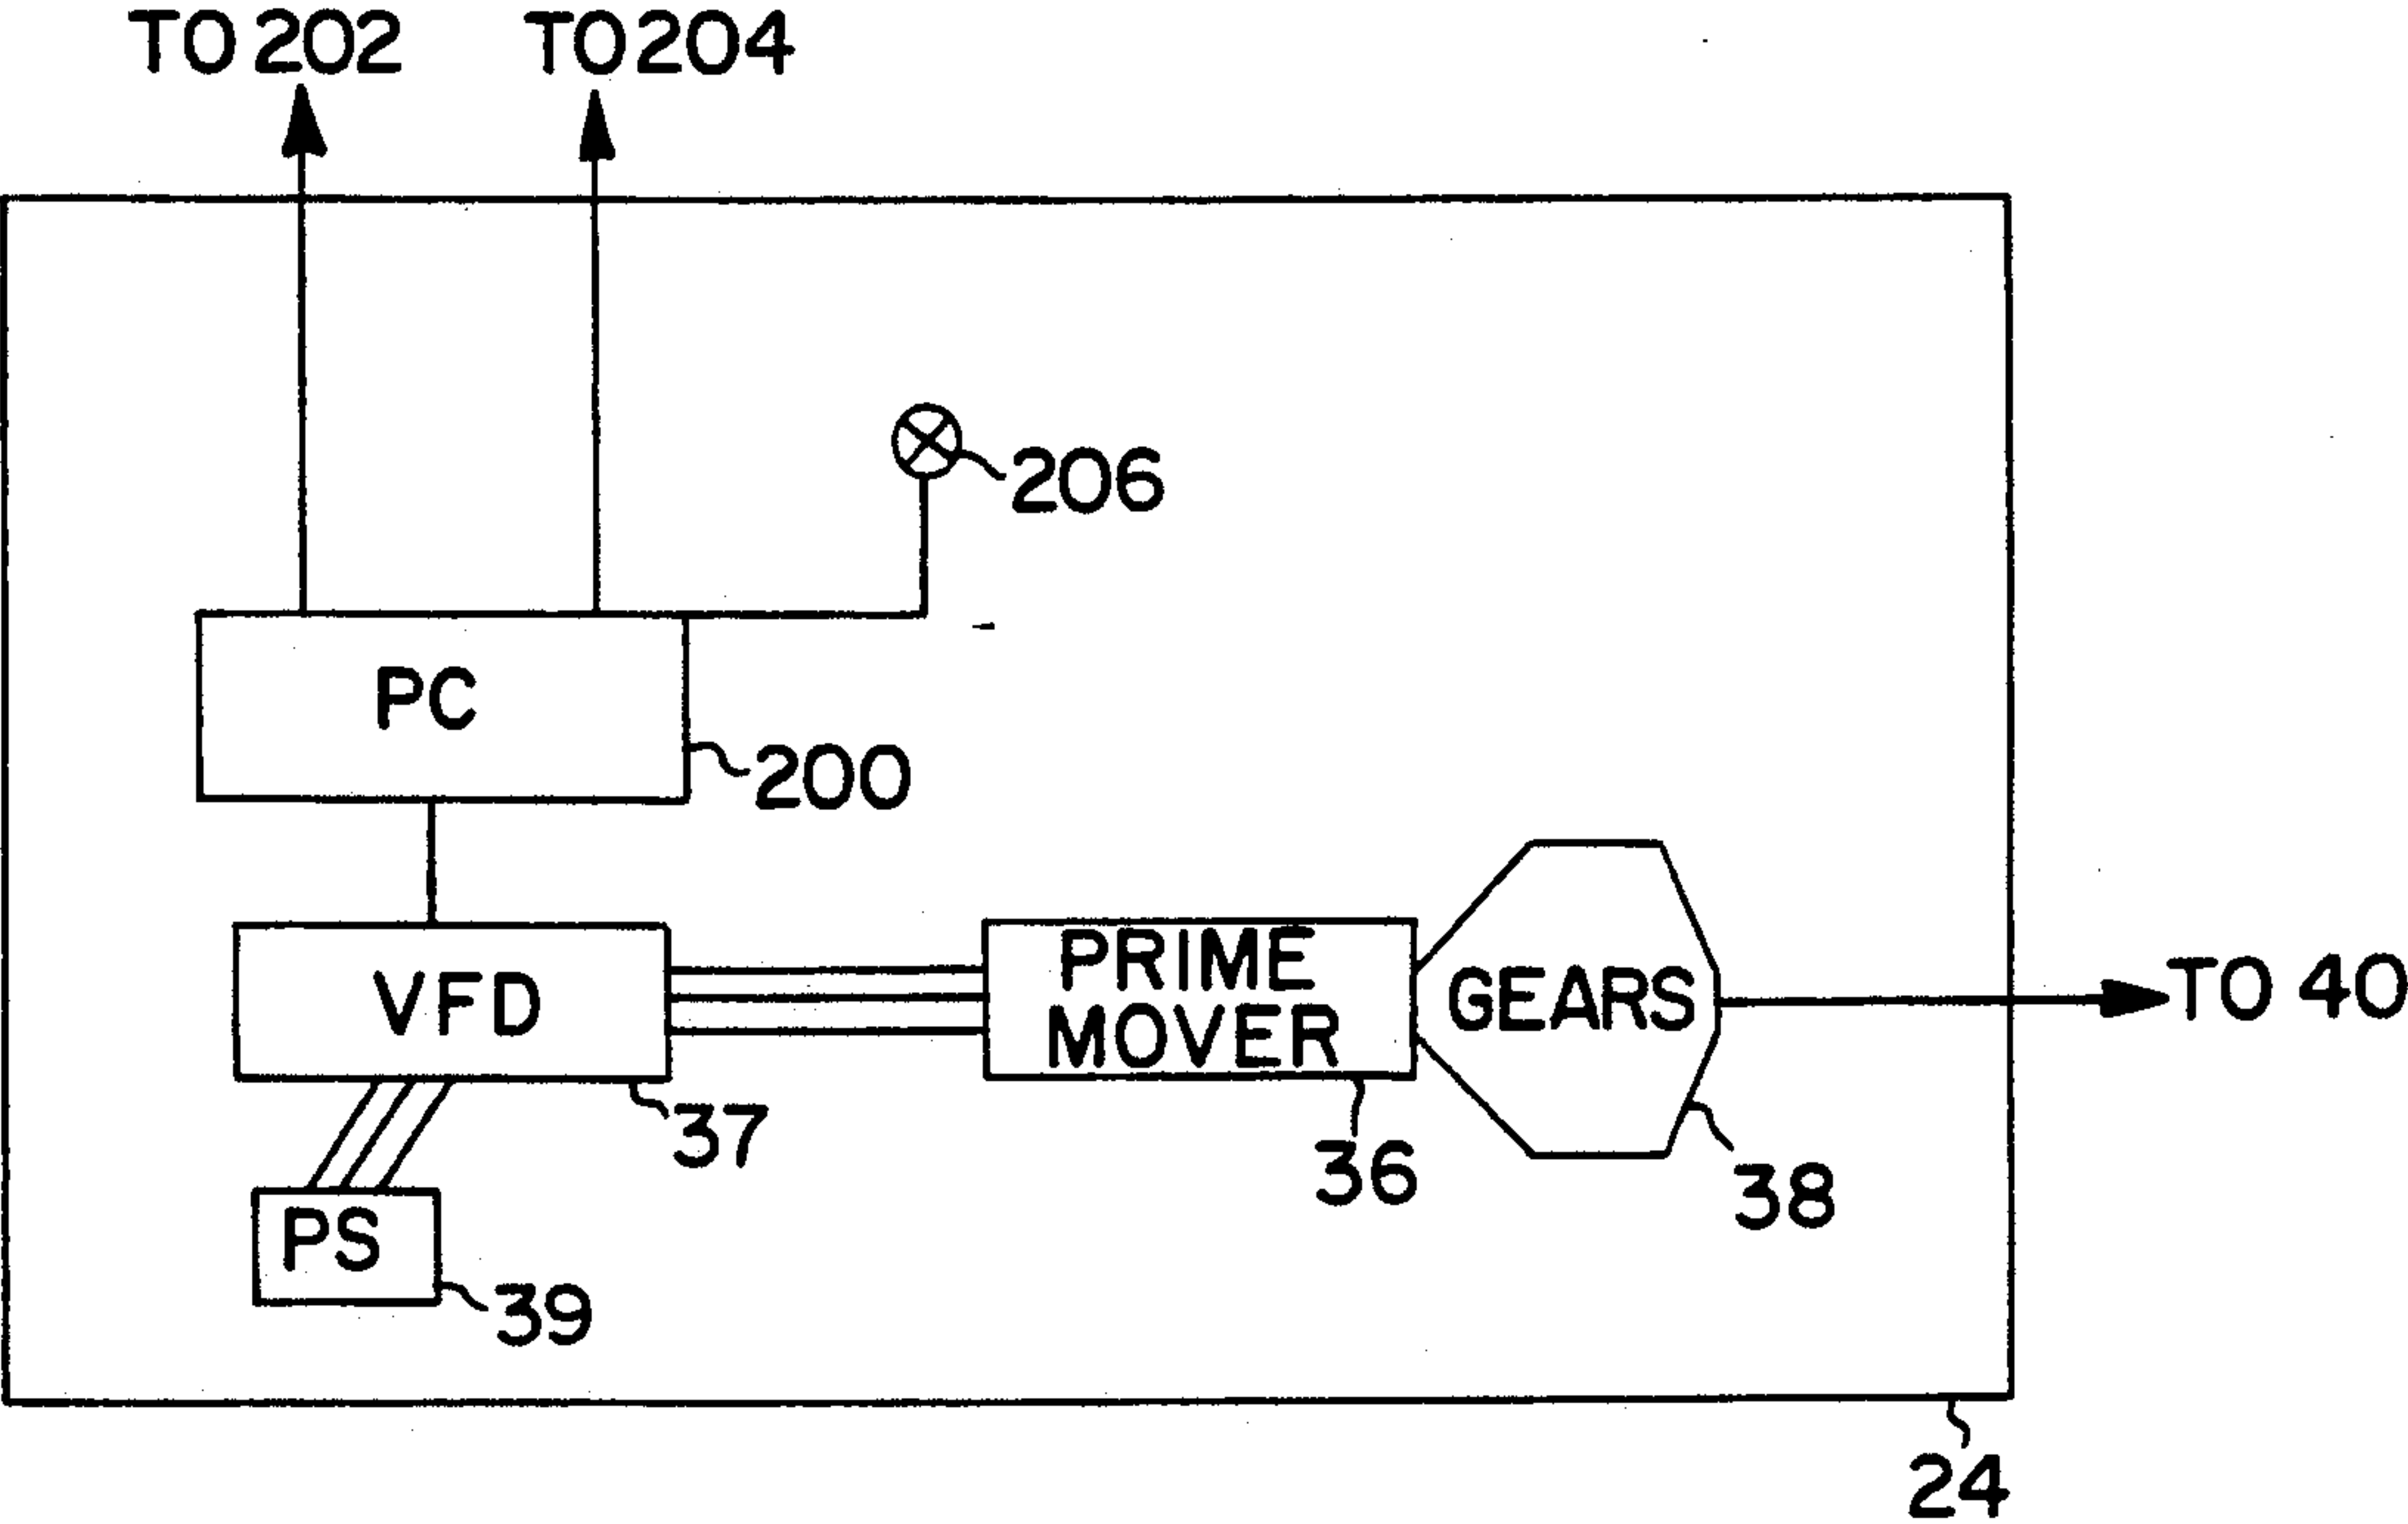 TO 202
TO 204
206
PC
200
VFD
PRIME
MOVER
GEARS
TO 40
37
36
38
PS
39
24